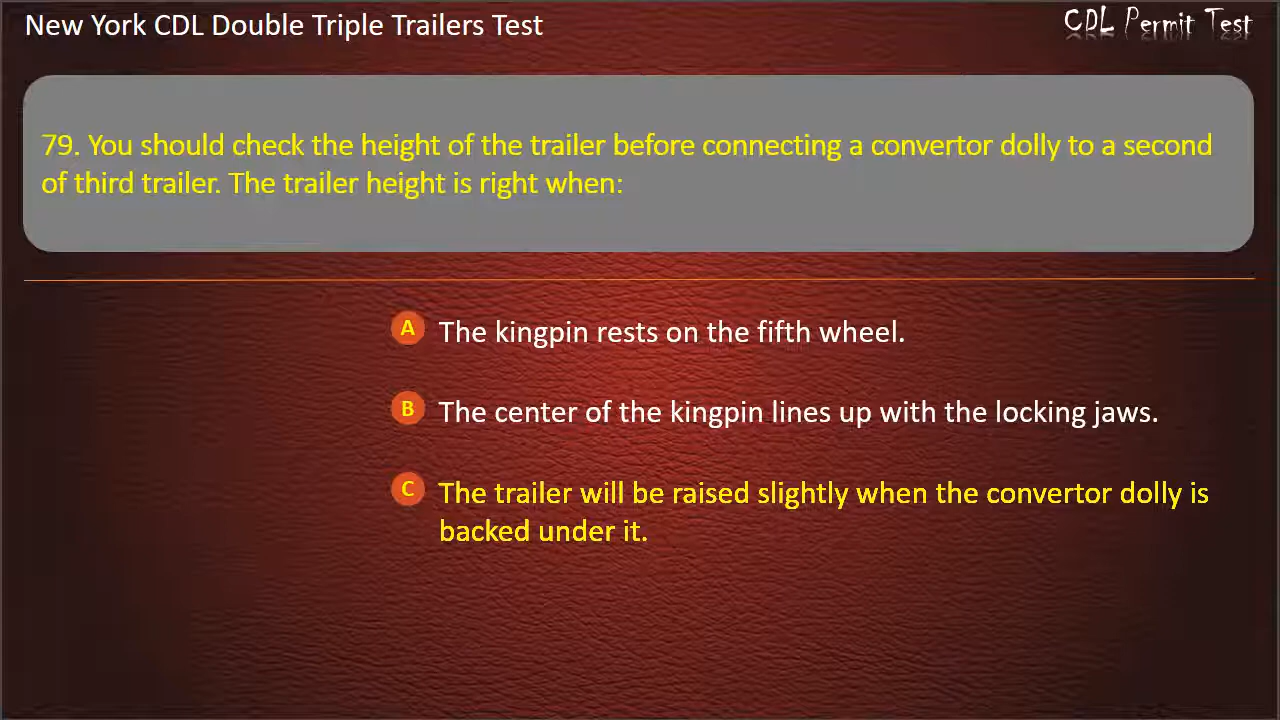 New York CDL Double Triple Trailers Test
CDL Permit Test
79. You should check the height of the trailer before connecting a convertor dolly to a second
of third trailer. The trailer height is right when:
A The kingpin rests on the fifth wheel.
B The center of the kingpin lines up with the locking jaws.
C The trailer will be raised slightly when the convertor dolly is
backed under it.